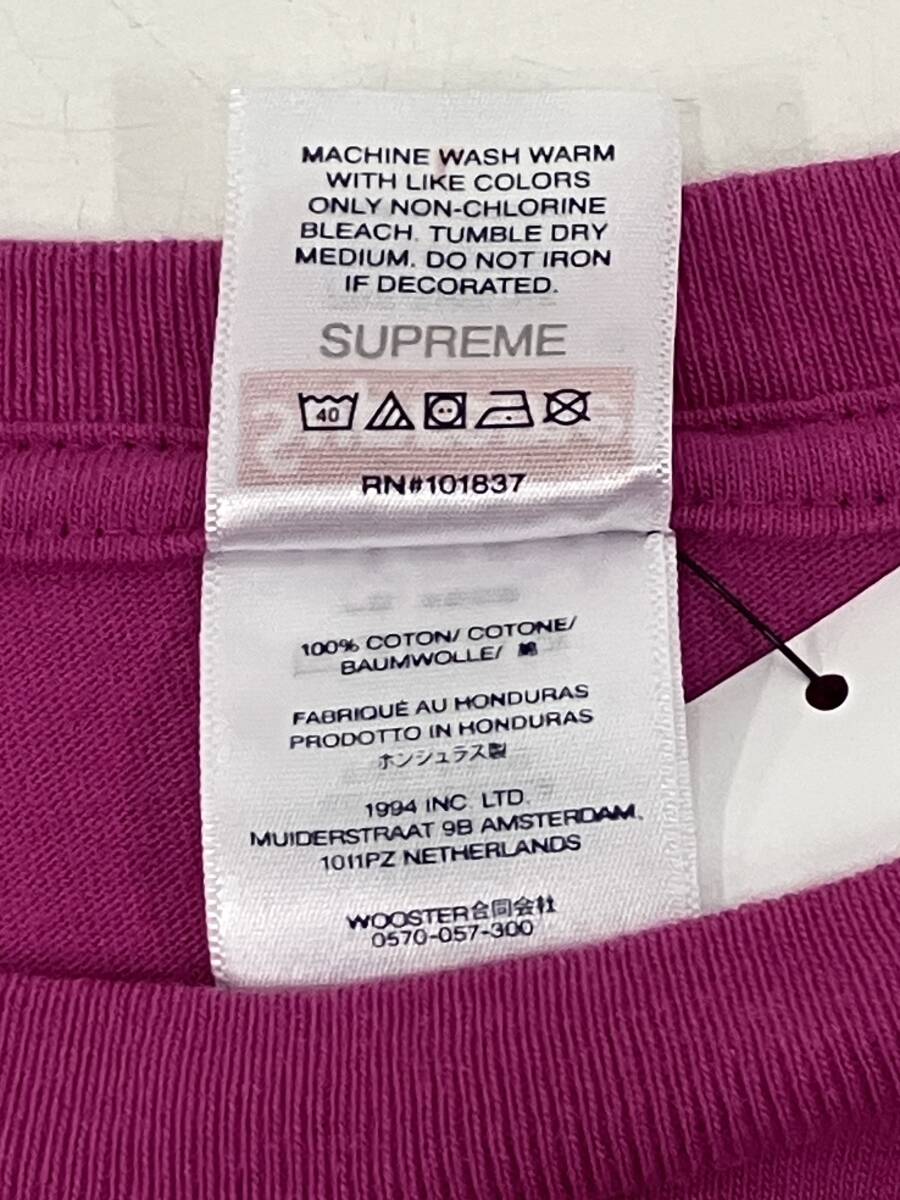 MACHINE WASH WARM
WITH LIKE COLORS
ONLY NON-CHLORINE
BLEACH. TUMBLE DRY
MEDIUM. DO NOT IRON
IF DECORATED.
SUPREME
40
RN#101837
100% COTON/ COTONE/
BAUMWOLLE/ 綿
FABRIQUÉ AU HONDURAS
PRODOTTO IN HONDURAS
ホンジュラス製
1994 INC. LTD.
MUIDERSTRAAT 9B AMSTERDAM,
1011PZ NETHERLANDS
WOOSTER合同会社
0570-057-300